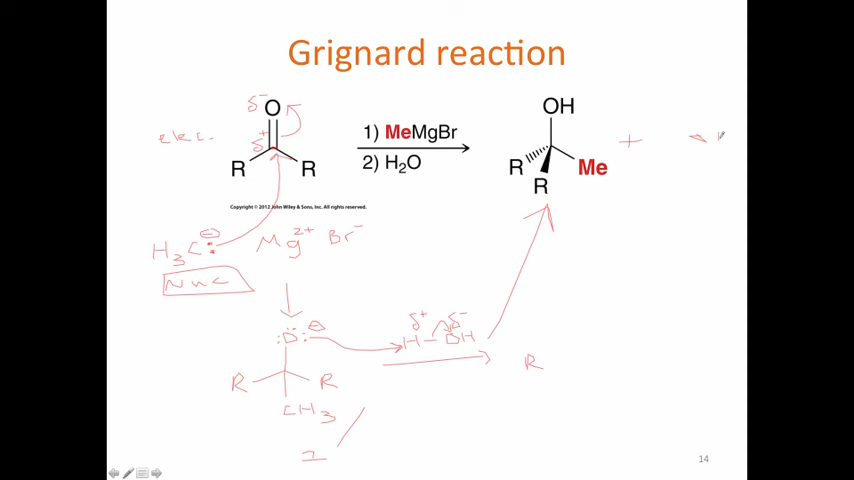 Grignard reaction
δ-
O
OH
elec.
δ+
1) MeMgBr
2) H2O
+
R
R
R
Me
R
Copyright © 2012 John Wiley & Sons, Inc. All rights reserved.
H3C:
Mg2+ Br-
Nuc
δ+ δ-
:O:
H-OH
R
R
R
CH3
14